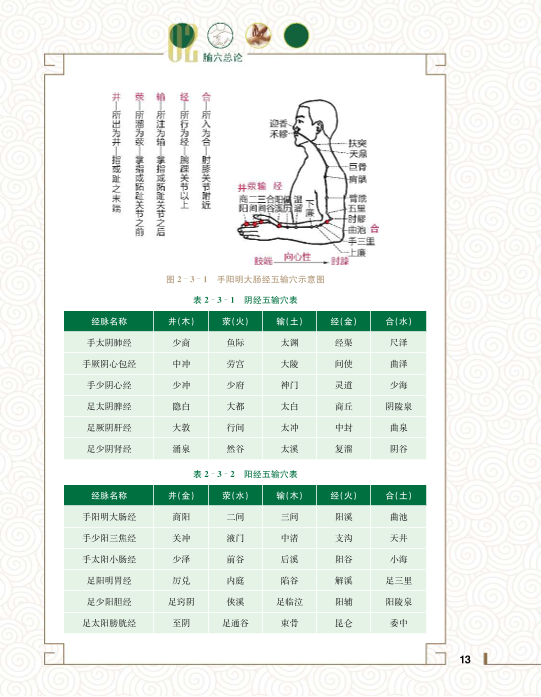 02
腧穴总论
井—所出为井—指或趾之末端
荥—所溜为荥—掌指或跖趾关节之前
输—所注为输—掌指或跖趾关节之后
经—所行为经—腕踝关节以上
合—所入为合—肘膝关节附近
迎香
禾髎
扶突
天鼎
巨骨
肩髃
臂臑
五里
肘髎
曲池 合
手三里
上廉
井 荥 输 经
商阳 二间 三间 合谷 阳溪 偏历 温溜 下廉
肢端 向心性 肘膝
图 2-3-1 手阳明大肠经五输穴示意图
表 2-3-1 阴经五输穴表
经脉名称 井(木) 荥(火) 输(土) 经(金) 合(水)
手太阴肺经 少商 鱼际 太渊 经渠 尺泽
手厥阴心包经 中冲 劳宫 大陵 间使 曲泽
手少阴心经 少冲 少府 神门 灵道 少海
足太阴脾经 隐白 大都 太白 商丘 阴陵泉
足厥阴肝经 大敦 行间 太冲 中封 曲泉
足少阴肾经 涌泉 然谷 太溪 复溜 阴谷
表 2-3-2 阳经五输穴表
经脉名称 井(金) 荥(水) 输(木) 经(火) 合(土)
手阳明大肠经 商阳 二间 三间 阳溪 曲池
手少阳三焦经 关冲 液门 中渚 支沟 天井
手太阳小肠经 少泽 前谷 后溪 阳谷 小海
足阳明胃经 厉兑 内庭 陷谷 解溪 足三里
足少阳胆经 足窍阴 侠溪 足临泣 阳辅 阳陵泉
足太阳膀胱经 至阴 足通谷 束骨 昆仑 委中
13